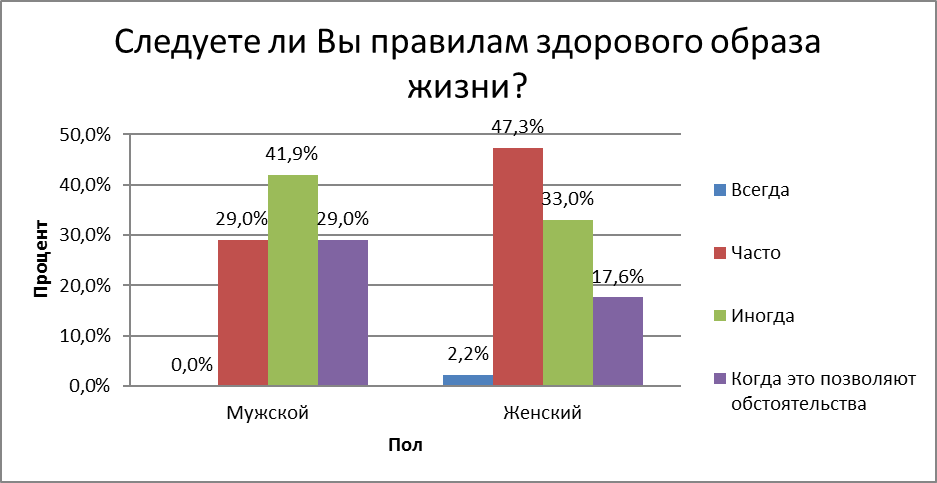 Следуете ли Вы правилам здорового образа
жизни?
50,0%
40,0%
30,0%
20,0%
10,0%
0,0%
Процент
0,0%
29,0%
41,9%
29,0%
2,2%
47,3%
33,0%
17,6%
Мужской
Женский
Пол
Всегда
Часто
Иногда
Когда это позволяют
обстоятельства